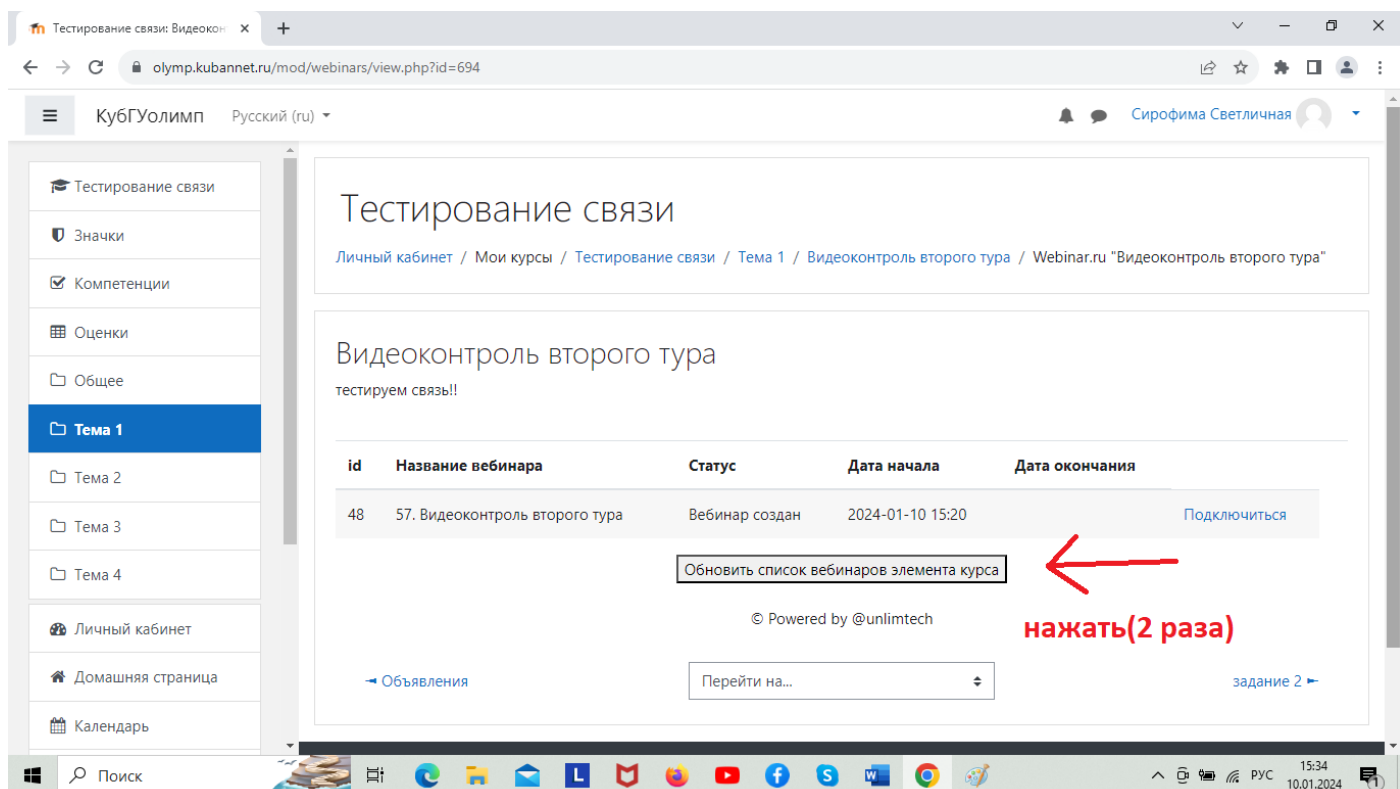 Тестирование связи: Видеокон
olymp.kubannet.ru/mod/webinars/view.php?id=694
КубГУолимп Русский (ru) Сирофима Светличная
Тестирование связи
Значки
Компетенции
Оценки
Общее
Тема 1
Тема 2
Тема 3
Тема 4
Личный кабинет
Домашняя страница
Календарь
Тестирование связи
Личный кабинет / Мои курсы / Тестирование связи / Тема 1 / Видеоконтроль второго тура / Webinar.ru "Видеоконтроль второго тура"
Видеоконтроль второго тура
тестируем связь!!
id Название вебинара Статус Дата начала Дата окончания
48 57. Видеоконтроль второго тура Вебинар создан 2024-01-10 15:20 Подключиться
Обновить список вебинаров элемента курса
© Powered by @unlimtech
нажать(2 раза)
◄ Объявления Перейти на... задание 2 ►
Поиск L f S W РУС 15:34
10.01.2024 1